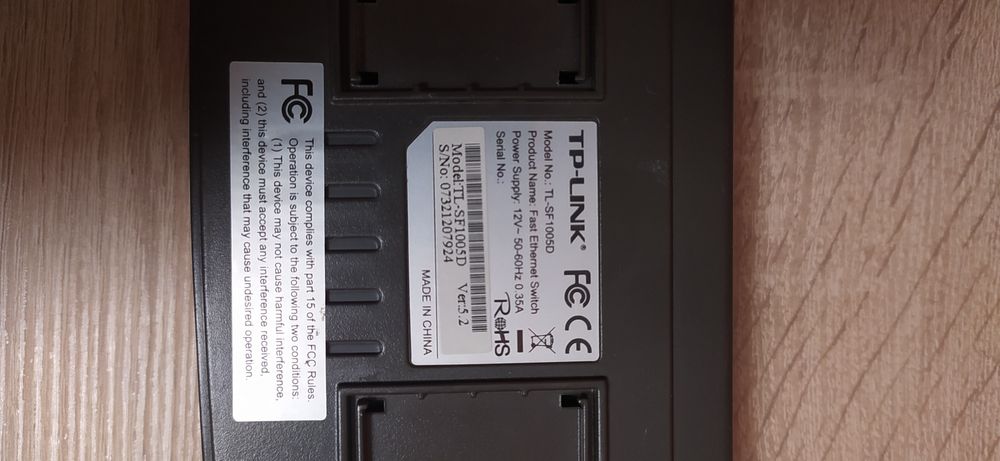 TP-LINK® FC CE
Model No.: TL-SF1005D
Product Name: Fast Ethernet Switch
Power Supply: 12V~ 50-60Hz 0.35A
Serial No.:
RoHS
Model:TL-SF1005D Ver:5.2
S/No: 07321207924
MADE IN CHINA
FC
This device complies with part 15 of the FCC Rules.
Operation is subject to the following two conditions:
(1) This device may not cause harmful interference,
and (2) this device must accept any interference received,
including interference that may cause undesired operation.